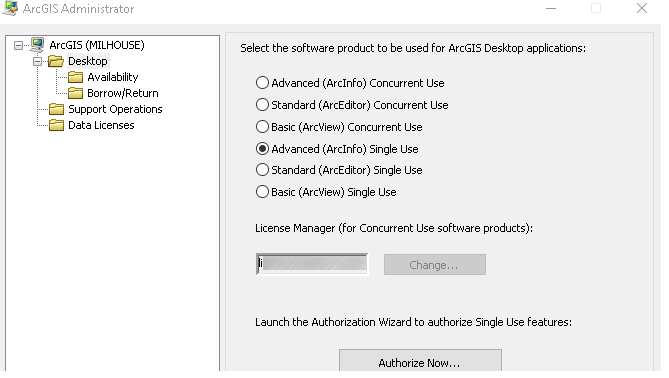 ArcGIS Administrator
ArcGIS (MILHOUSE)
Desktop
Availability
Borrow/Return
Support Operations
Data Licenses
Select the software product to be used for ArcGIS Desktop applications:
Advanced (ArcInfo) Concurrent Use
Standard (ArcEditor) Concurrent Use
Basic (ArcView) Concurrent Use
Advanced (ArcInfo) Single Use
Standard (ArcEditor) Single Use
Basic (ArcView) Single Use
License Manager (for Concurrent Use software products):
Change...
Launch the Authorization Wizard to authorize Single Use features:
Authorize Now...